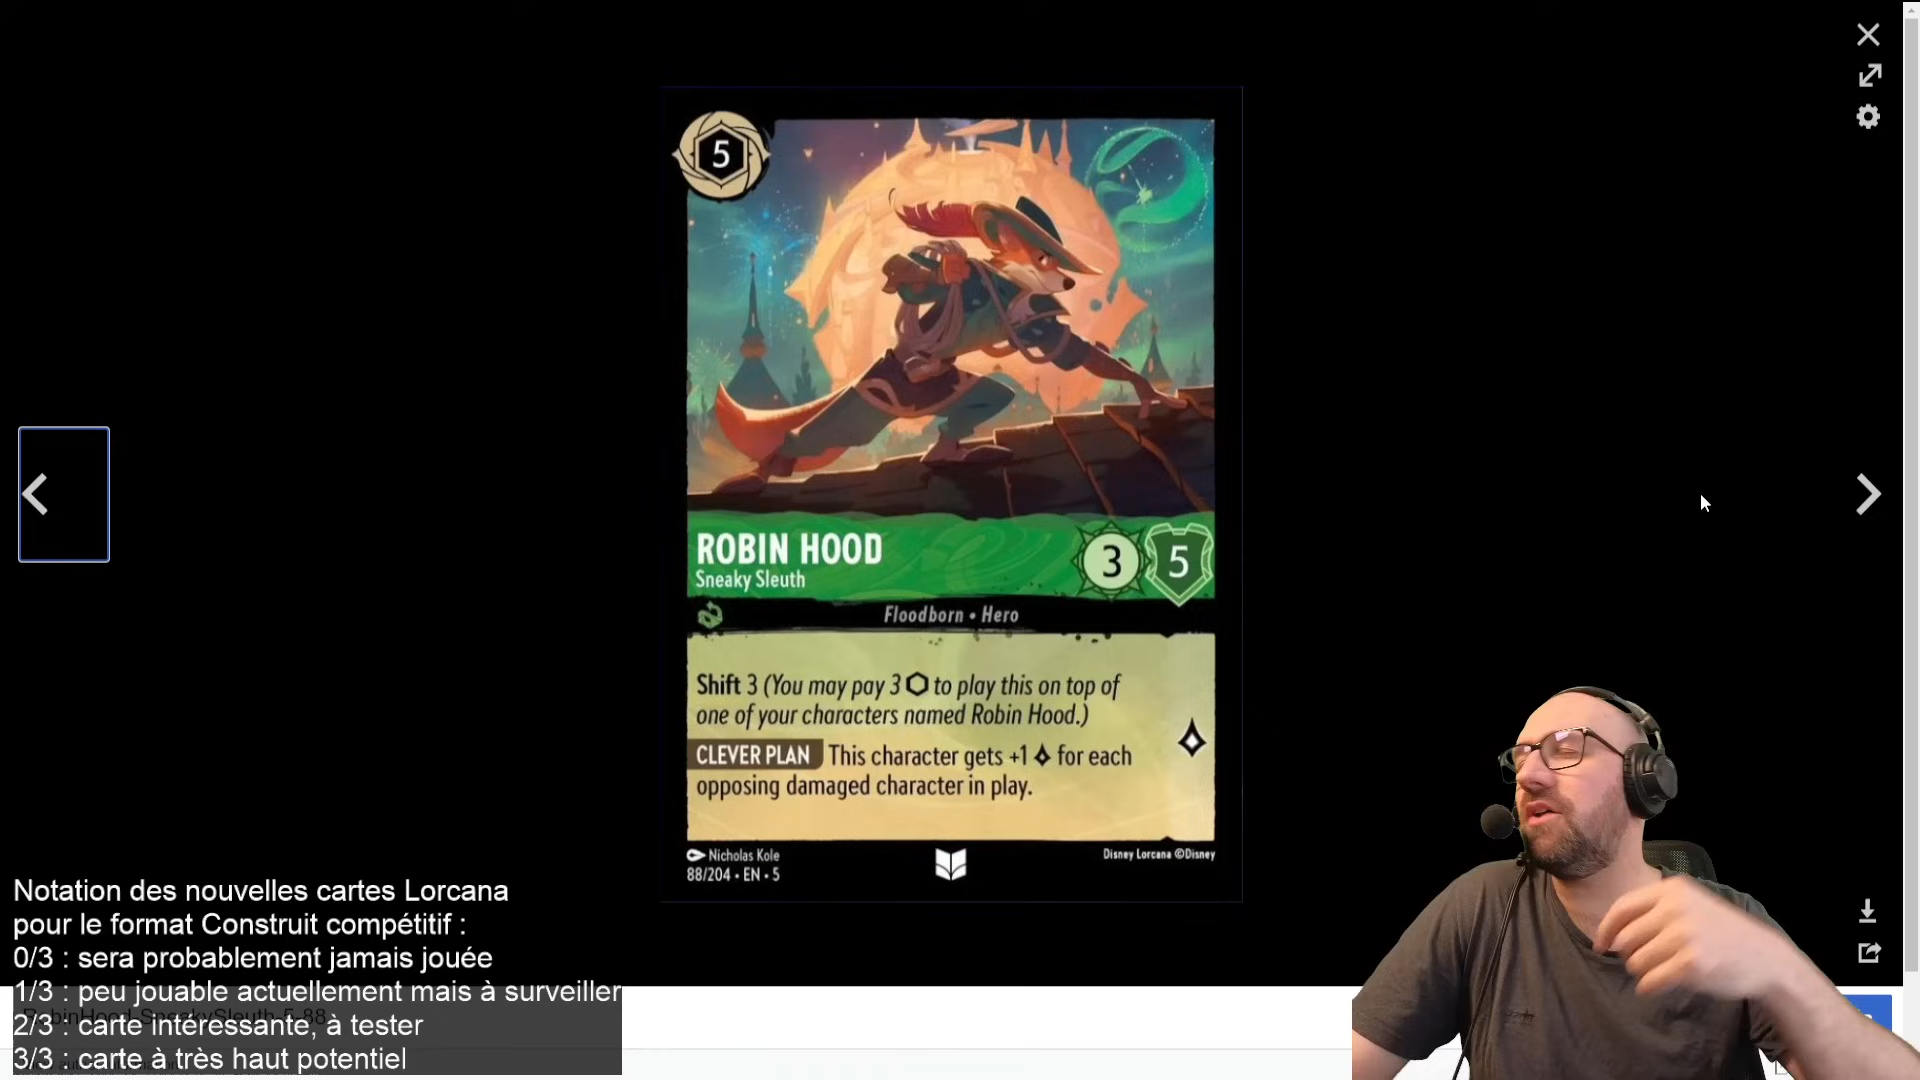 5
ROBIN HOOD
Sneaky Sleuth
3
5
Floodborn • Hero
Shift 3 (You may pay 3 to play this on top of
one of your characters named Robin Hood.)
CLEVER PLAN This character gets +1 for each
opposing damaged character in play.
Nicholas Kole
88/204 • EN • 5
Disney Lorcana ©Disney
Notation des nouvelles cartes Lorcana
pour le format Construit compétitif :
0/3 : sera probablement jamais jouée
1/3 : peu jouable actuellement mais à surveiller
RobinHood-SneakySleuth-5-88
2/3 : carte intéressante, à tester
3/3 : carte à très haut potentiel